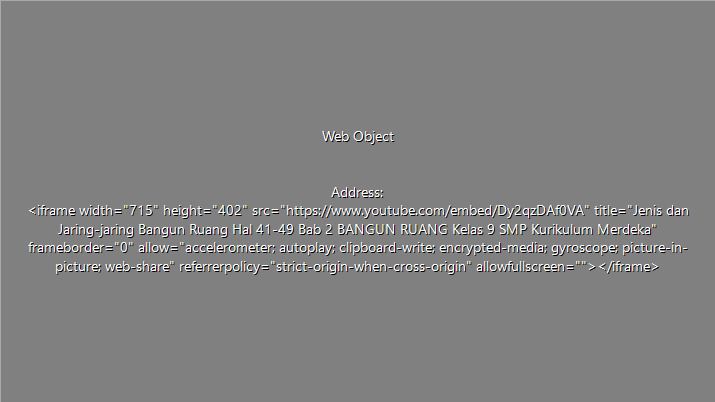 Web Object
Address:
<iframe width="715" height="402" src="https://www.youtube.com/embed/Dy2qzDAf0VA" title="Jenis dan
Jaring-jaring Bangun Ruang Hal 41-49 Bab 2 BANGUN RUANG Kelas 9 SMP Kurikulum Merdeka"
frameborder="0" allow="accelerometer; autoplay; clipboard-write; encrypted-media; gyroscope; picture-in-
picture; web-share" referrerpolicy="strict-origin-when-cross-origin" allowfullscreen=""></iframe>